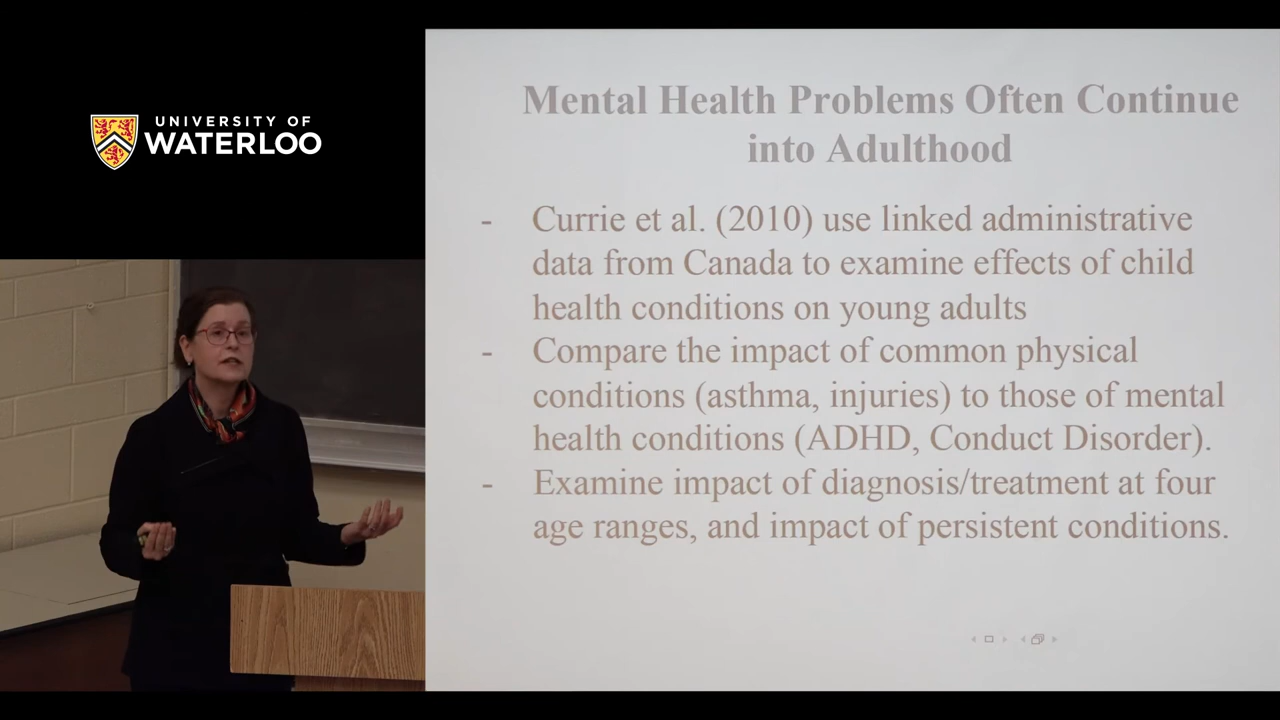 UNIVERSITY OF
WATERLOO
Mental Health Problems Often Continue
into Adulthood
- Currie et al. (2010) use linked administrative
data from Canada to examine effects of child
health conditions on young adults
- Compare the impact of common physical
conditions (asthma, injuries) to those of mental
health conditions (ADHD, Conduct Disorder).
- Examine impact of diagnosis/treatment at four
age ranges, and impact of persistent conditions.